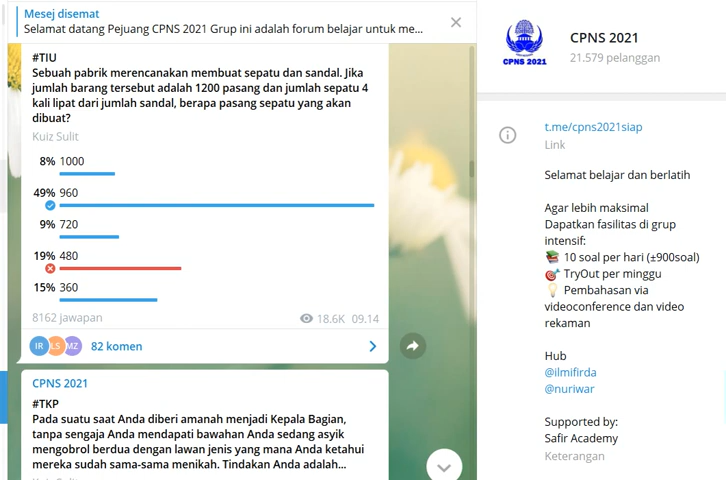 Mesej disemat
Selamat datang Pejuang CPNS 2021 Grup ini adalah forum belajar untuk me...
#TIU
Sebuah pabrik merencanakan membuat sepatu dan sandal. Jika
jumlah barang tersebut adalah 1200 pasang dan jumlah sepatu 4
kali lipat dari jumlah sandal, berapa pasang sepatu yang akan
dibuat?
Kuiz Sulit
8% 1000
49% 960
9% 720
19% 480
15% 360
8162 jawapan
18.6K 09.14
IR LS MZ 82 komen
CPNS 2021
#TKP
Pada suatu saat Anda diberi amanah menjadi Kepala Bagian,
tanpa sengaja Anda mendapati bawahan Anda sedang asyik
mengobrol berdua dengan lawan jenis yang mana Anda ketahui
mereka sudah sama-sama menikah. Tindakan Anda adalah...
CPNS 2021
CPNS 2021
21.579 pelanggan
t.me/cpns2021siap
Link
Selamat belajar dan berlatih
Agar lebih maksimal
Dapatkan fasilitas di grup
intensif:
10 soal per hari (±900soal)
TryOut per minggu
Pembahasan via
videoconference dan video
rekaman
Hub
@ilmifirda
@nuriwar
Supported by:
Safir Academy
Keterangan